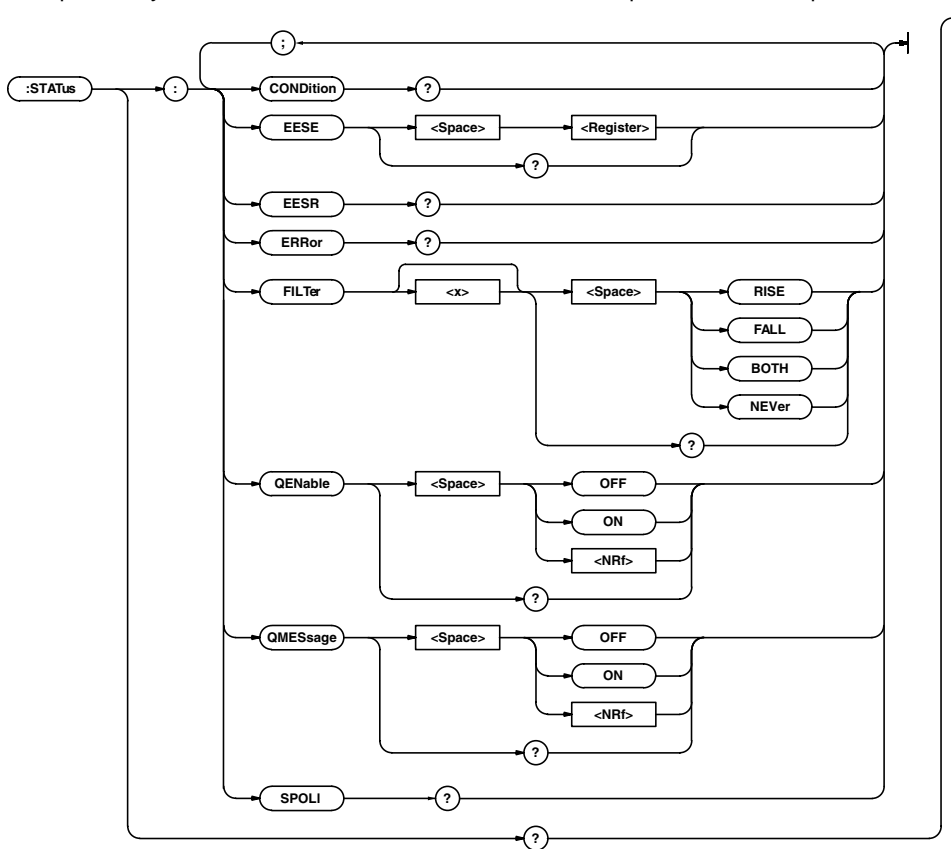 ;
:STATus : CONDition ?
EESE <Space> <Register>
?
EESR ?
ERRor ?
FILTer <x> <Space> RISE
FALL
BOTH
NEVer
?
QENable <Space> OFF
ON
<NRf>
?
QMESsage <Space> OFF
ON
<NRf>
?
SPOLl ?
?